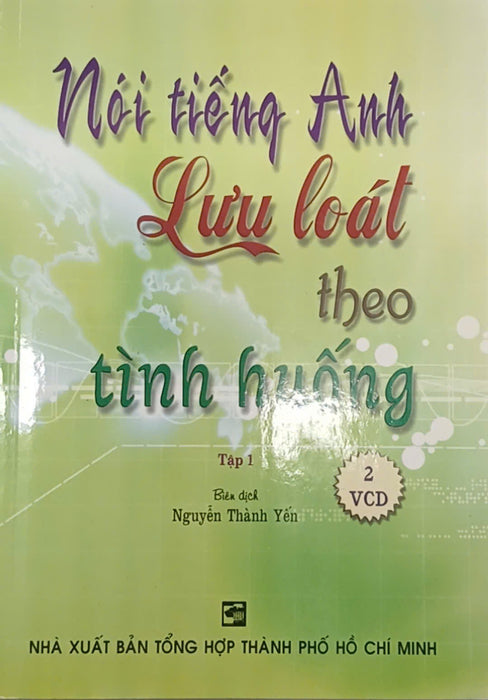 Nói tiếng Anh
Lưu loát
theo
tình huống
Tập 1
2
VCD
Biên dịch
Nguyễn Thành Yến
NHÀ XUẤT BẢN TỔNG HỢP THÀNH PHỐ HỒ CHÍ MINH